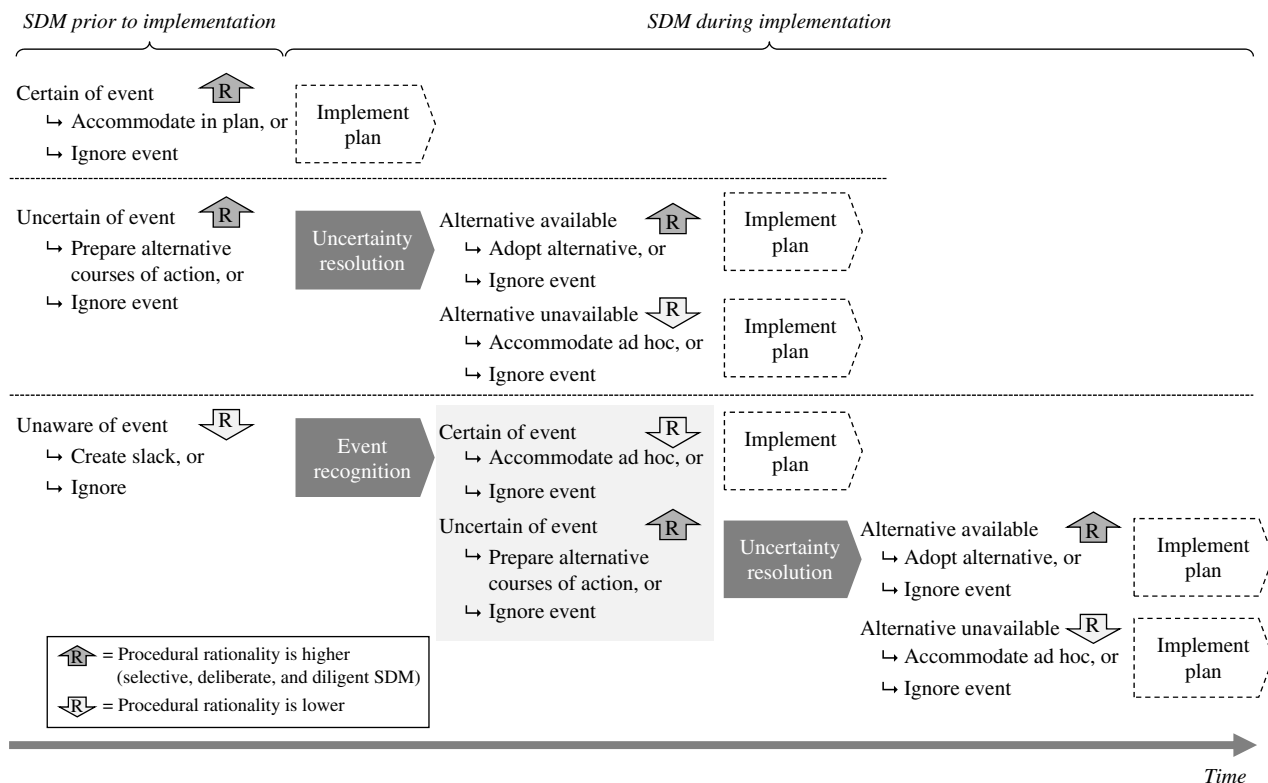 SDM prior to implementation
SDM during implementation
Certain of event
R
↳ Accommodate in plan, or
↳ Ignore event
Implement
plan
Uncertain of event
R
↳ Prepare alternative
courses of action, or
↳ Ignore event
Uncertainty
resolution
Alternative available
R
↳ Adopt alternative, or
↳ Ignore event
Implement
plan
Alternative unavailable
R
↳ Accommodate ad hoc, or
↳ Ignore event
Implement
plan
Unaware of event
R
↳ Create slack, or
↳ Ignore
Event
recognition
Certain of event
R
↳ Accommodate ad hoc, or
↳ Ignore event
Implement
plan
Uncertain of event
R
↳ Prepare alternative
courses of action, or
↳ Ignore event
Uncertainty
resolution
Alternative available
R
↳ Adopt alternative, or
↳ Ignore event
Implement
plan
Alternative unavailable
R
↳ Accommodate ad hoc, or
↳ Ignore event
Implement
plan
R = Procedural rationality is higher
(selective, deliberate, and diligent SDM)
R = Procedural rationality is lower
Time